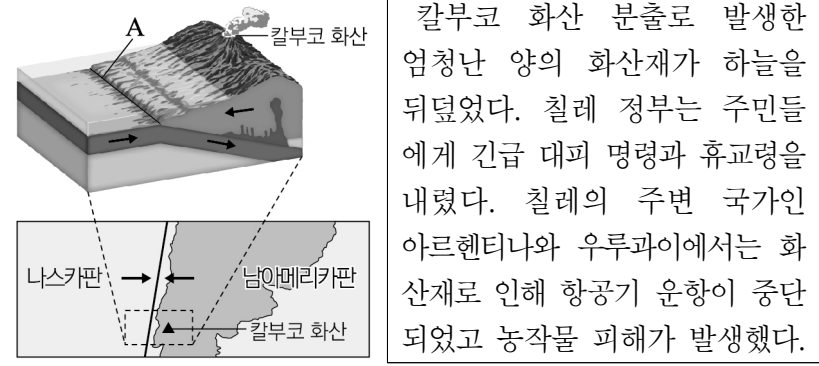 A
칼부코 화산
나스카판
남아메리카판
칼부코 화산
칼부코 화산 분출로 발생한
엄청난 양의 화산재가 하늘을
뒤덮었다. 칠레 정부는 주민들
에게 긴급 대피 명령과 휴교령을
내렸다. 칠레의 주변 국가인
아르헨티나와 우루과이에서는 화
산재로 인해 항공기 운항이 중단
되었고 농작물 피해가 발생했다.